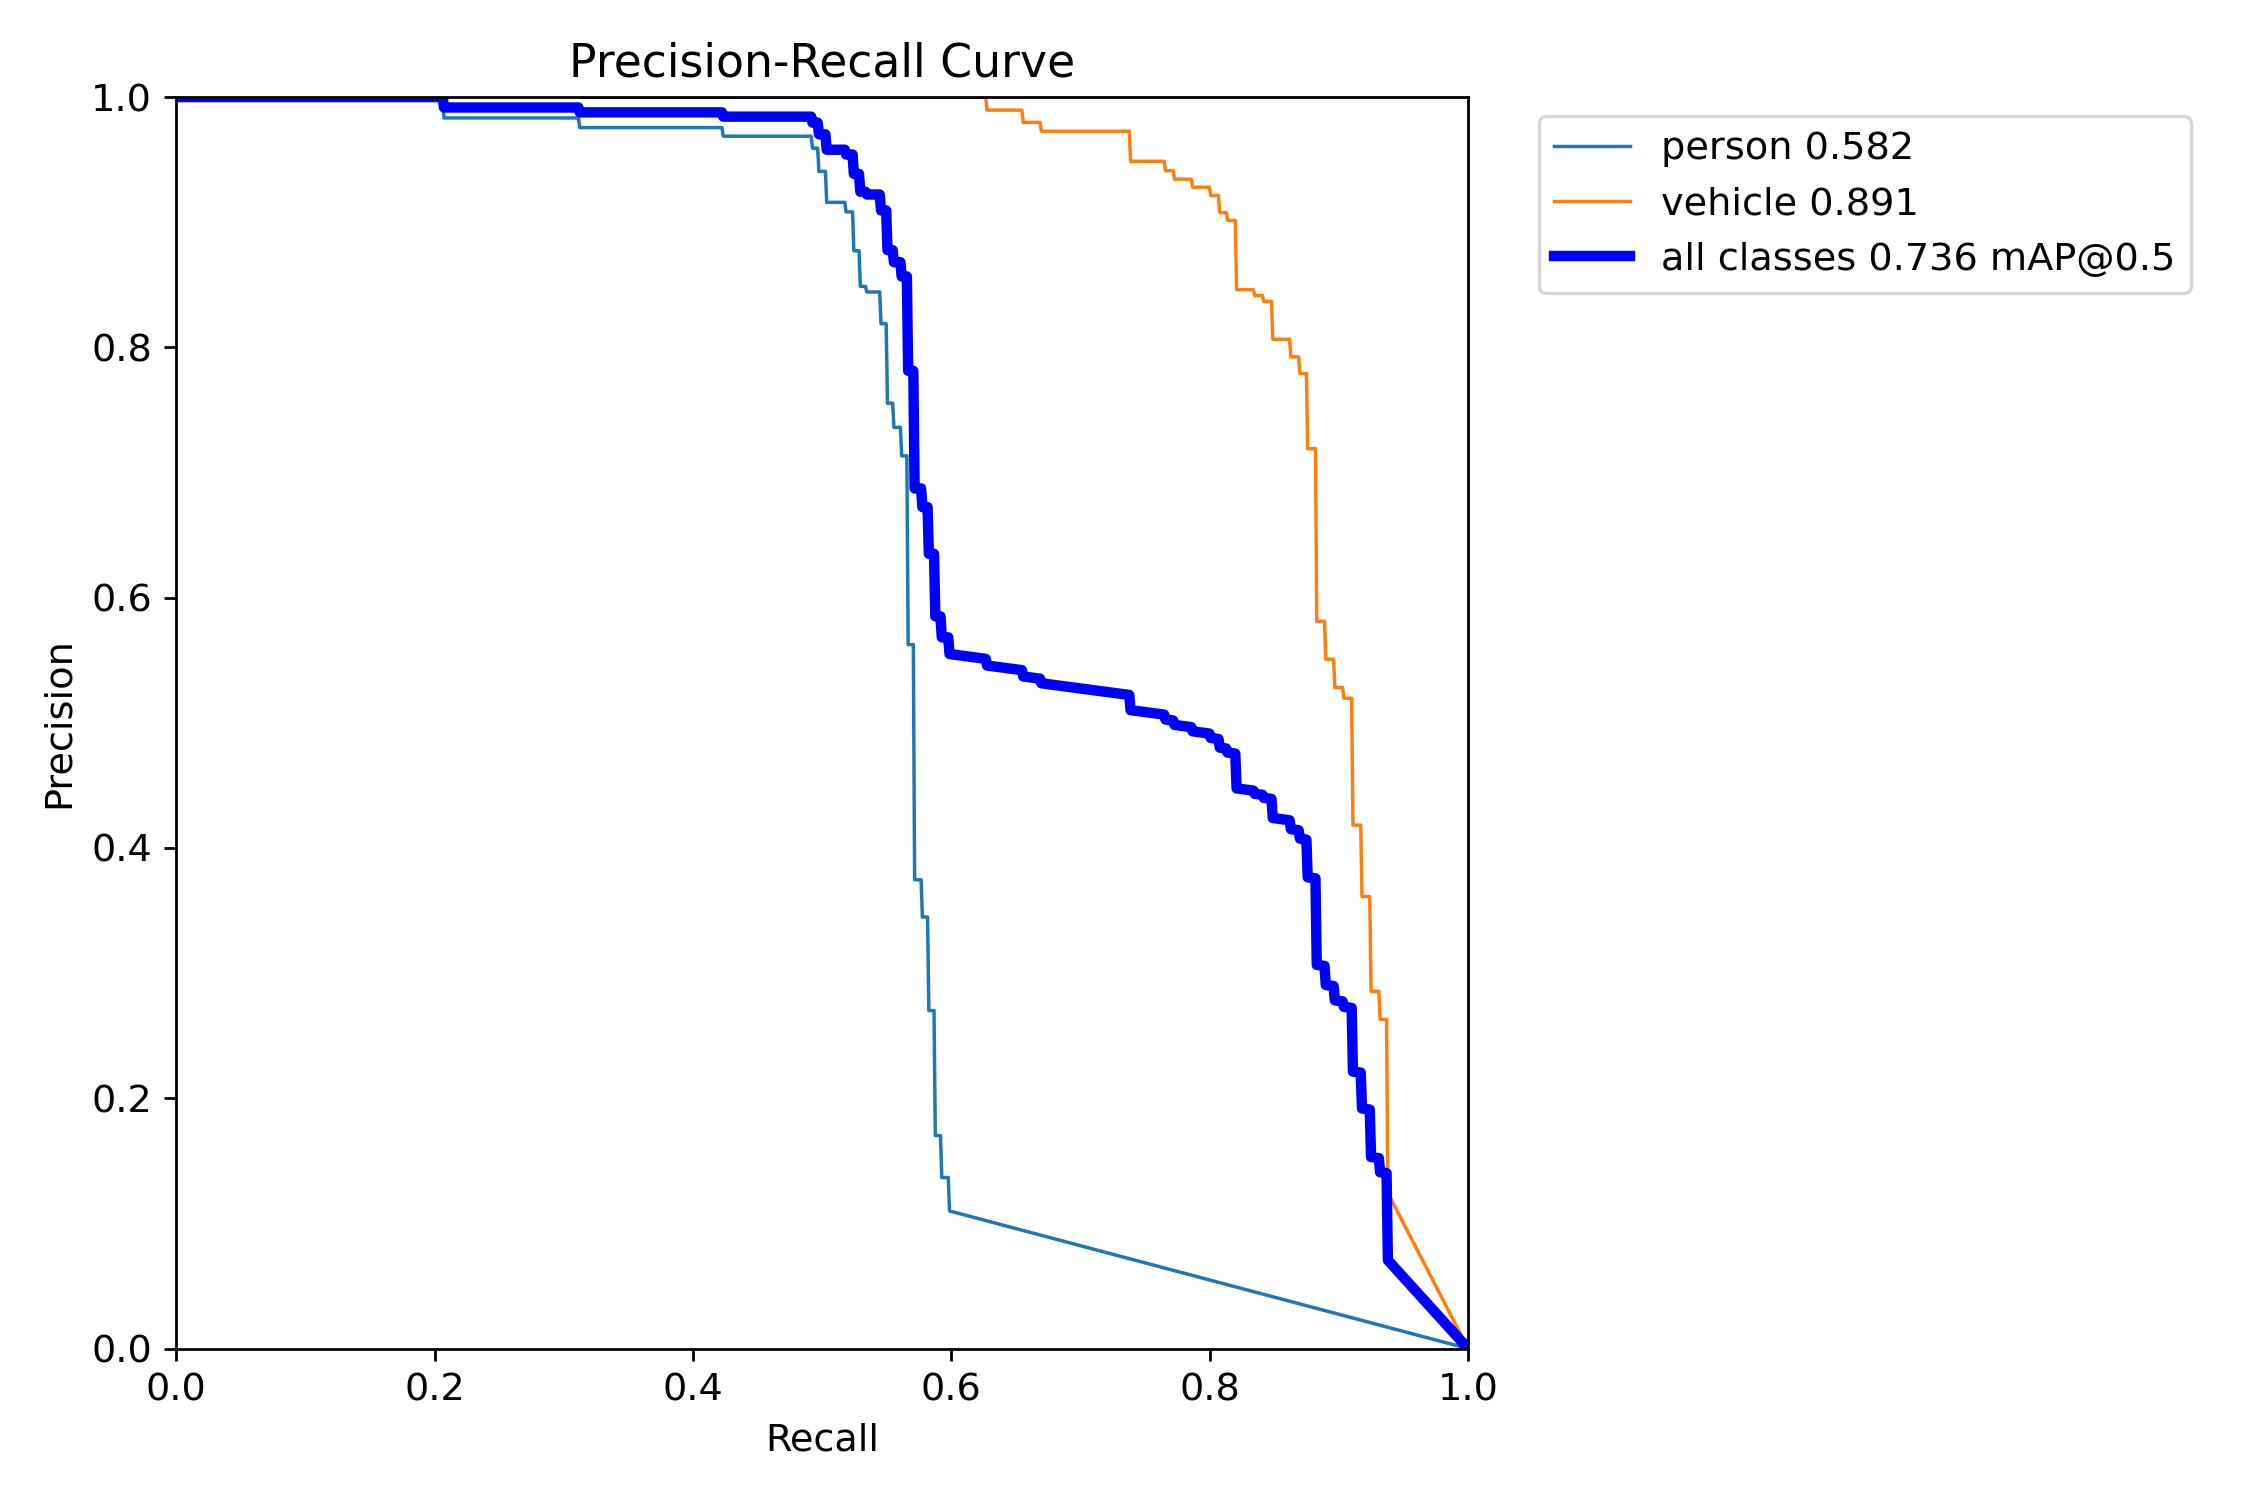 Precision-Recall Curve
person 0.582
vehicle 0.891
all classes 0.736 mAP@0.5
Precision
1.0
0.8
0.6
0.4
0.2
0.0
0.0 0.2 0.4 0.6 0.8 1.0
Recall